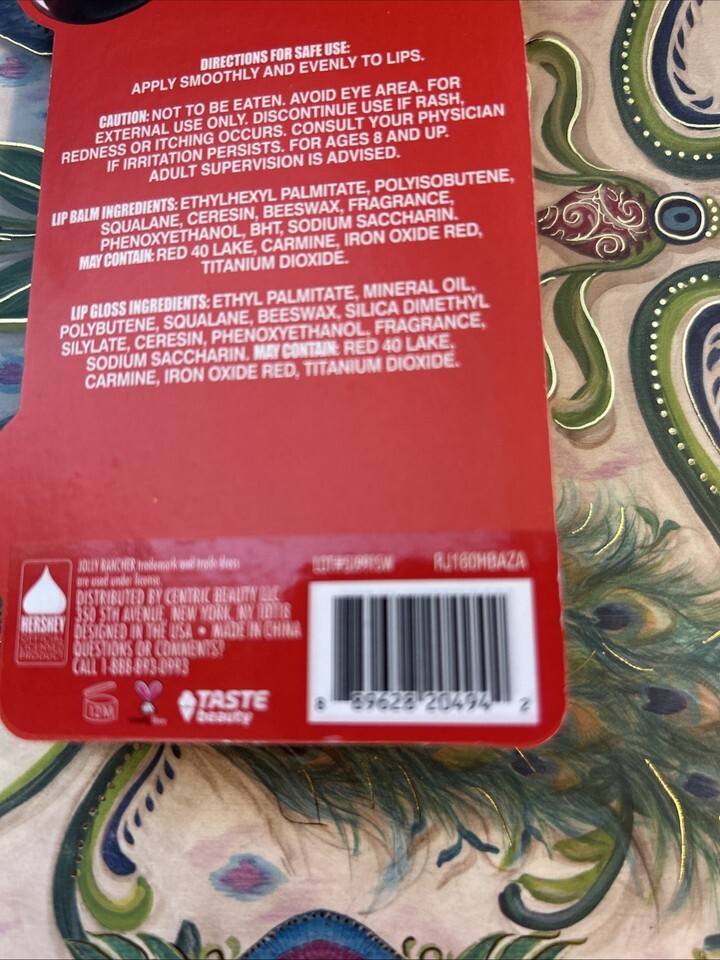 DIRECTIONS FOR SAFE USE:
APPLY SMOOTHLY AND EVENLY TO LIPS.
CAUTION: NOT TO BE EATEN. AVOID EYE AREA. FOR
EXTERNAL USE ONLY. DISCONTINUE USE IF RASH,
REDNESS OR ITCHING OCCURS. CONSULT YOUR PHYSICIAN
IF IRRITATION PERSISTS. FOR AGES 8 AND UP.
ADULT SUPERVISION IS ADVISED.
LIP BALM INGREDIENTS: ETHYLHEXYL PALMITATE, POLYISOBUTENE,
SQUALANE, CERESIN, BEESWAX, FRAGRANCE,
PHENOXYETHANOL, BHT, SODIUM SACCHARIN.
MAY CONTAIN: RED 40 LAKE, CARMINE, IRON OXIDE RED,
TITANIUM DIOXIDE.
LIP GLOSS INGREDIENTS: ETHYL PALMITATE, MINERAL OIL,
POLYBUTENE, SQUALANE, BEESWAX, SILICA DIMETHYL
SILYLATE, CERESIN, PHENOXYETHANOL, FRAGRANCE,
SODIUM SACCHARIN. MAY CONTAIN: RED 40 LAKE,
CARMINE, IRON OXIDE RED, TITANIUM DIOXIDE.
JOLLY RANCHER trademark and trade dress
are used under license.
DISTRIBUTED BY CENTRIC BEAUTY LLC
350 5TH AVENUE, NEW YORK, NY 10118
DESIGNED IN THE USA • MADE IN CHINA
QUESTIONS OR COMMENTS?
CALL 1-888-893-0993
HERSHEY
PRODUCT
RJ160HBAZA
12M
TASTE
beauty
8 89628 20494 2